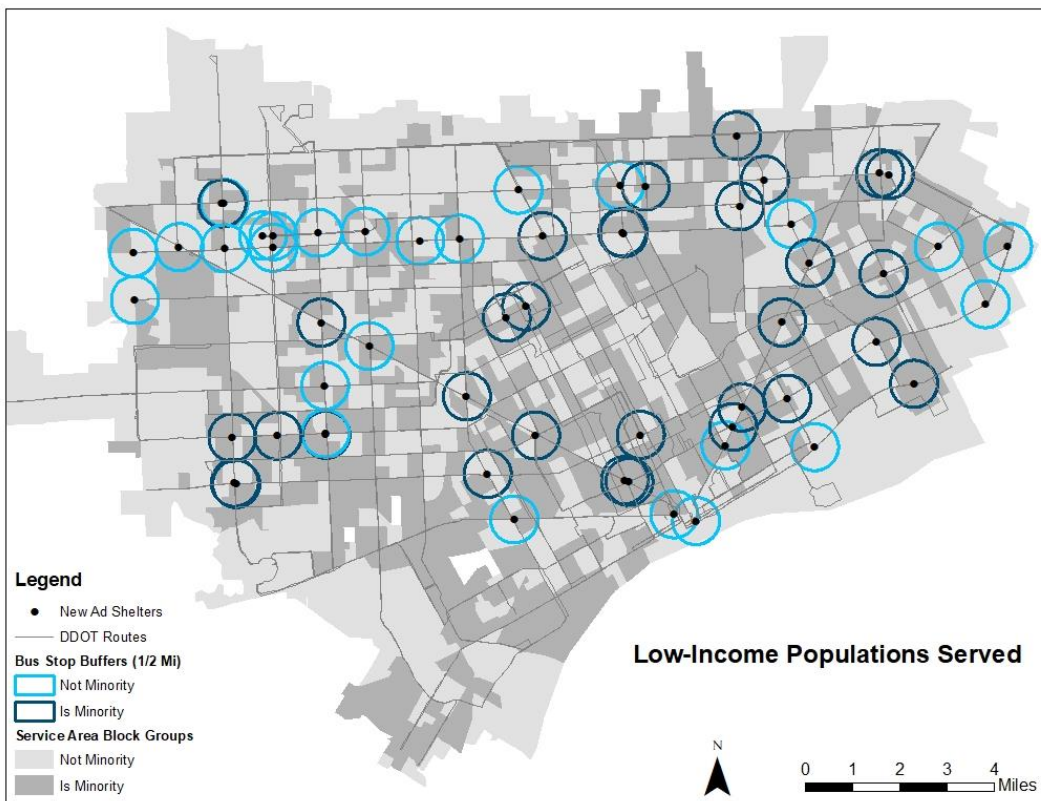 Legend
New Ad Shelters
DDOT Routes
Bus Stop Buffers (1/2 Mi)
Not Minority
Is Minority
Service Area Block Groups
Not Minority
Is Minority
Low-Income Populations Served
N
0 1 2 3 4
Miles